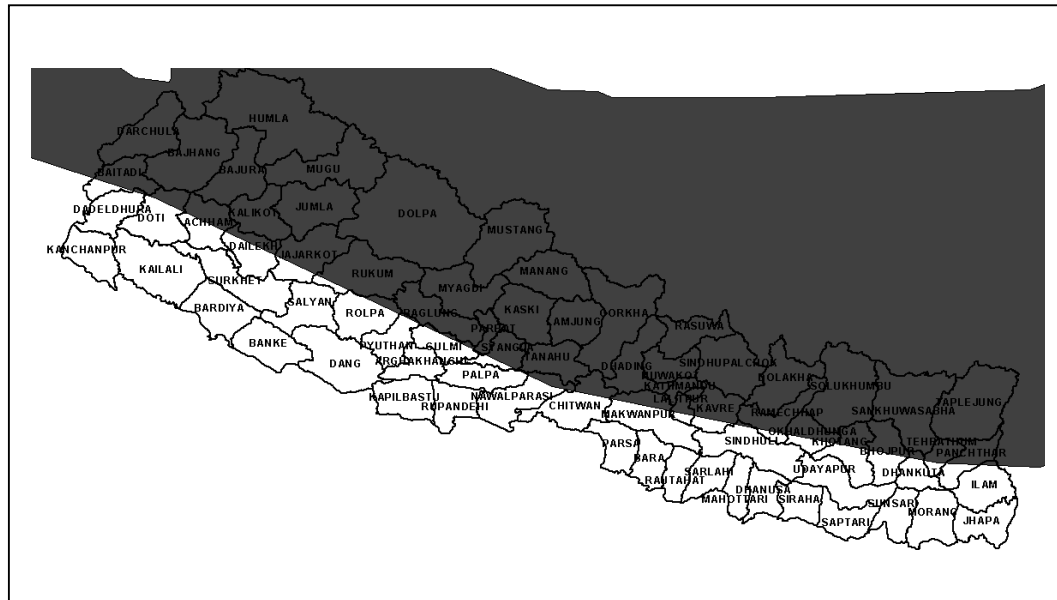 HUMLA
DARCHULA
BAJHANG
BAJURA
MUGU
BAITADI
DADELDHURA
DOTI
ACHHAM
KALIKOT
JUMLA
DOLPA
MUSTANG
KANCHANPUR
KAILALI
DAILEKH
JAJARKOT
RUKUM
MANANG
SURKHET
MYAGDI
BARDIYA
SALYAN
ROLPA
BAGLUNG
KASKI
LAMJUNG
GORKHA
RASUWA
BANKE
DANG
PYUTHAN
GULMI
PARBAT
SYANGJA
TANAHU
ARGHAKHANCHI
PALPA
DHADING
NUWAKOT
SINDHUPALCHOK
DOLAKHA
SOLUKHUMBU
SANKHUWASABHA
TAPLEJUNG
KATHMANDU
LALITPUR
KAVRE
RAMECHHAP
KAPILBASTU
RUPANDEHI
NAWALPARASI
CHITWAN
MAKWANPUR
OKHALDHUNGA
KHOTANG
BHOJPUR
TEHRATHUM
PANCHTHAR
PARSA
BARA
RAUTAHAT
SARLAHI
SINDHULI
UDAYAPUR
DHANKUTA
ILAM
MAHOTTARI
DHANUSA
SIRAHA
SAPTARI
SUNSARI
MORANG
JHAPA